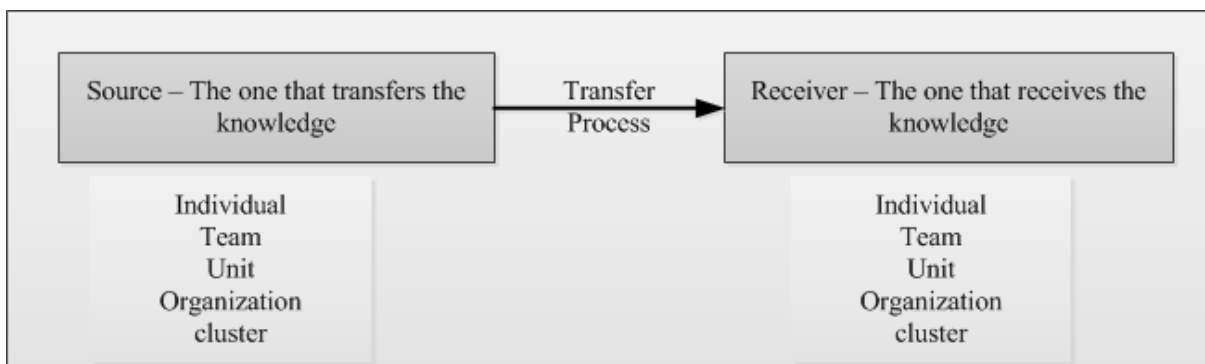 Source – The one that transfers the
knowledge
Transfer
Process
Receiver – The one that receives the
knowledge
Individual
Team
Unit
Organization
cluster
Individual
Team
Unit
Organization
cluster